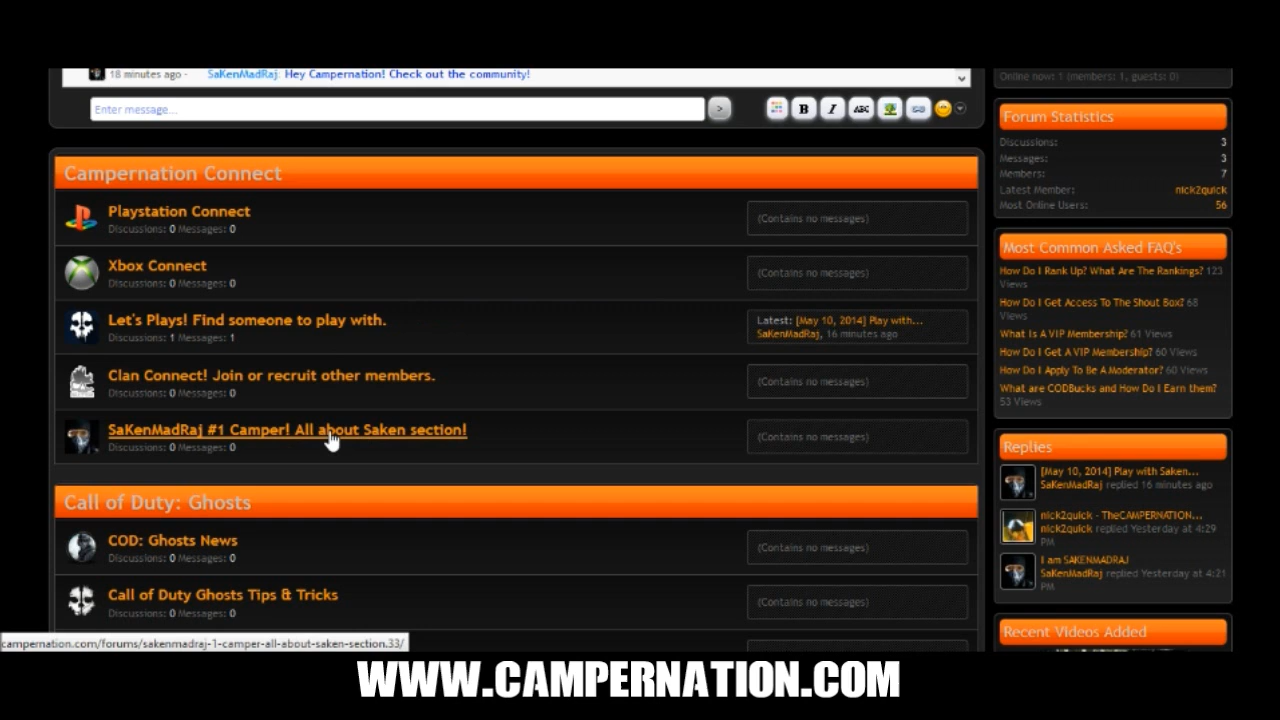 18 minutes ago - SaKenMadRaj: Hey Campernation! Check out the community!
Enter message...
> B I ABC
Campernation Connect
Playstation Connect
Discussions: 0 Messages: 0
(Contains no messages)
Xbox Connect
Discussions: 0 Messages: 0
(Contains no messages)
Let's Plays! Find someone to play with.
Discussions: 1 Messages: 1
Latest: [May 10, 2014] Play with...
SaKenMadRaj, 16 minutes ago
Clan Connect! Join or recruit other members.
Discussions: 0 Messages: 0
(Contains no messages)
SaKenMadRaj #1 Camper! All about Saken section!
Discussions: 0 Messages: 0
(Contains no messages)
Call of Duty: Ghosts
COD: Ghosts News
Discussions: 0 Messages: 0
(Contains no messages)
Call of Duty Ghosts Tips & Tricks
Discussions: 0 Messages: 0
(Contains no messages)
Online now: 1 (members: 1, guests: 0)
Forum Statistics
Discussions: 3
Messages: 3
Members: 7
Latest Member: nick2quick
Most Online Users: 56
Most Common Asked FAQ's
How Do I Rank Up? What Are The Rankings? 123
Views
How Do I Get Access To The Shout Box? 68
Views
What Is A VIP Membership? 61 Views
How Do I Get A VIP Membership? 60 Views
How Do I Apply To Be A Moderator? 60 Views
What are CODBucks and How Do I Earn them?
53 Views
Replies
[May 10, 2014] Play with Saken...
SaKenMadRaj replied 16 minutes ago
nick2quick - TheCAMPERNATION...
nick2quick replied Yesterday at 4:29
PM
I am SAKENMADRAJ
SaKenMadRaj replied Yesterday at 4:21
PM
Recent Videos Added
campernation.com/forums/sakenmadraj-1-camper-all-about-saken-section.33/
WWW.CAMPERNATION.COM